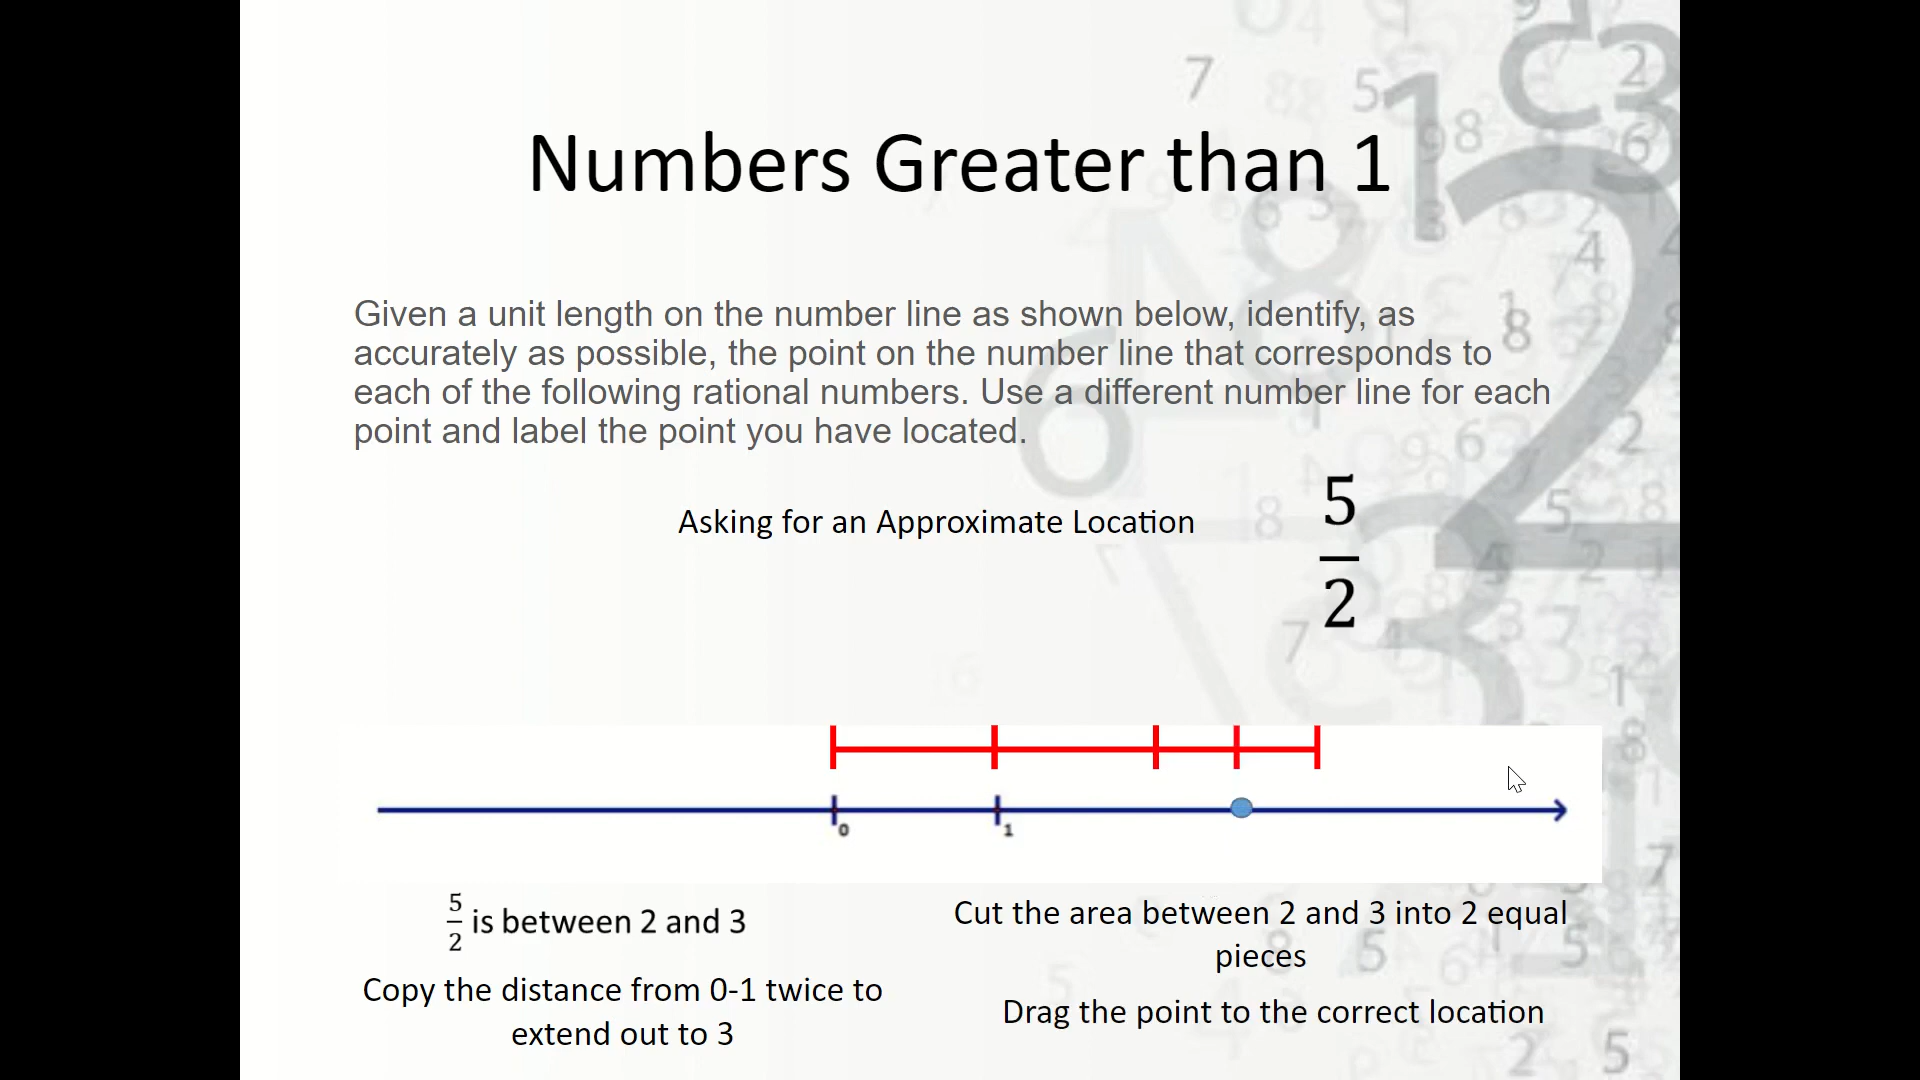 Numbers Greater than 1
Given a unit length on the number line as shown below, identify, as
accurately as possible, the point on the number line that corresponds to
each of the following rational numbers. Use a different number line for each
point and label the point you have located.
Asking for an Approximate Location
5
2
0
1
5/2 is between 2 and 3
Copy the distance from 0-1 twice to
extend out to 3
Cut the area between 2 and 3 into 2 equal
pieces
Drag the point to the correct location